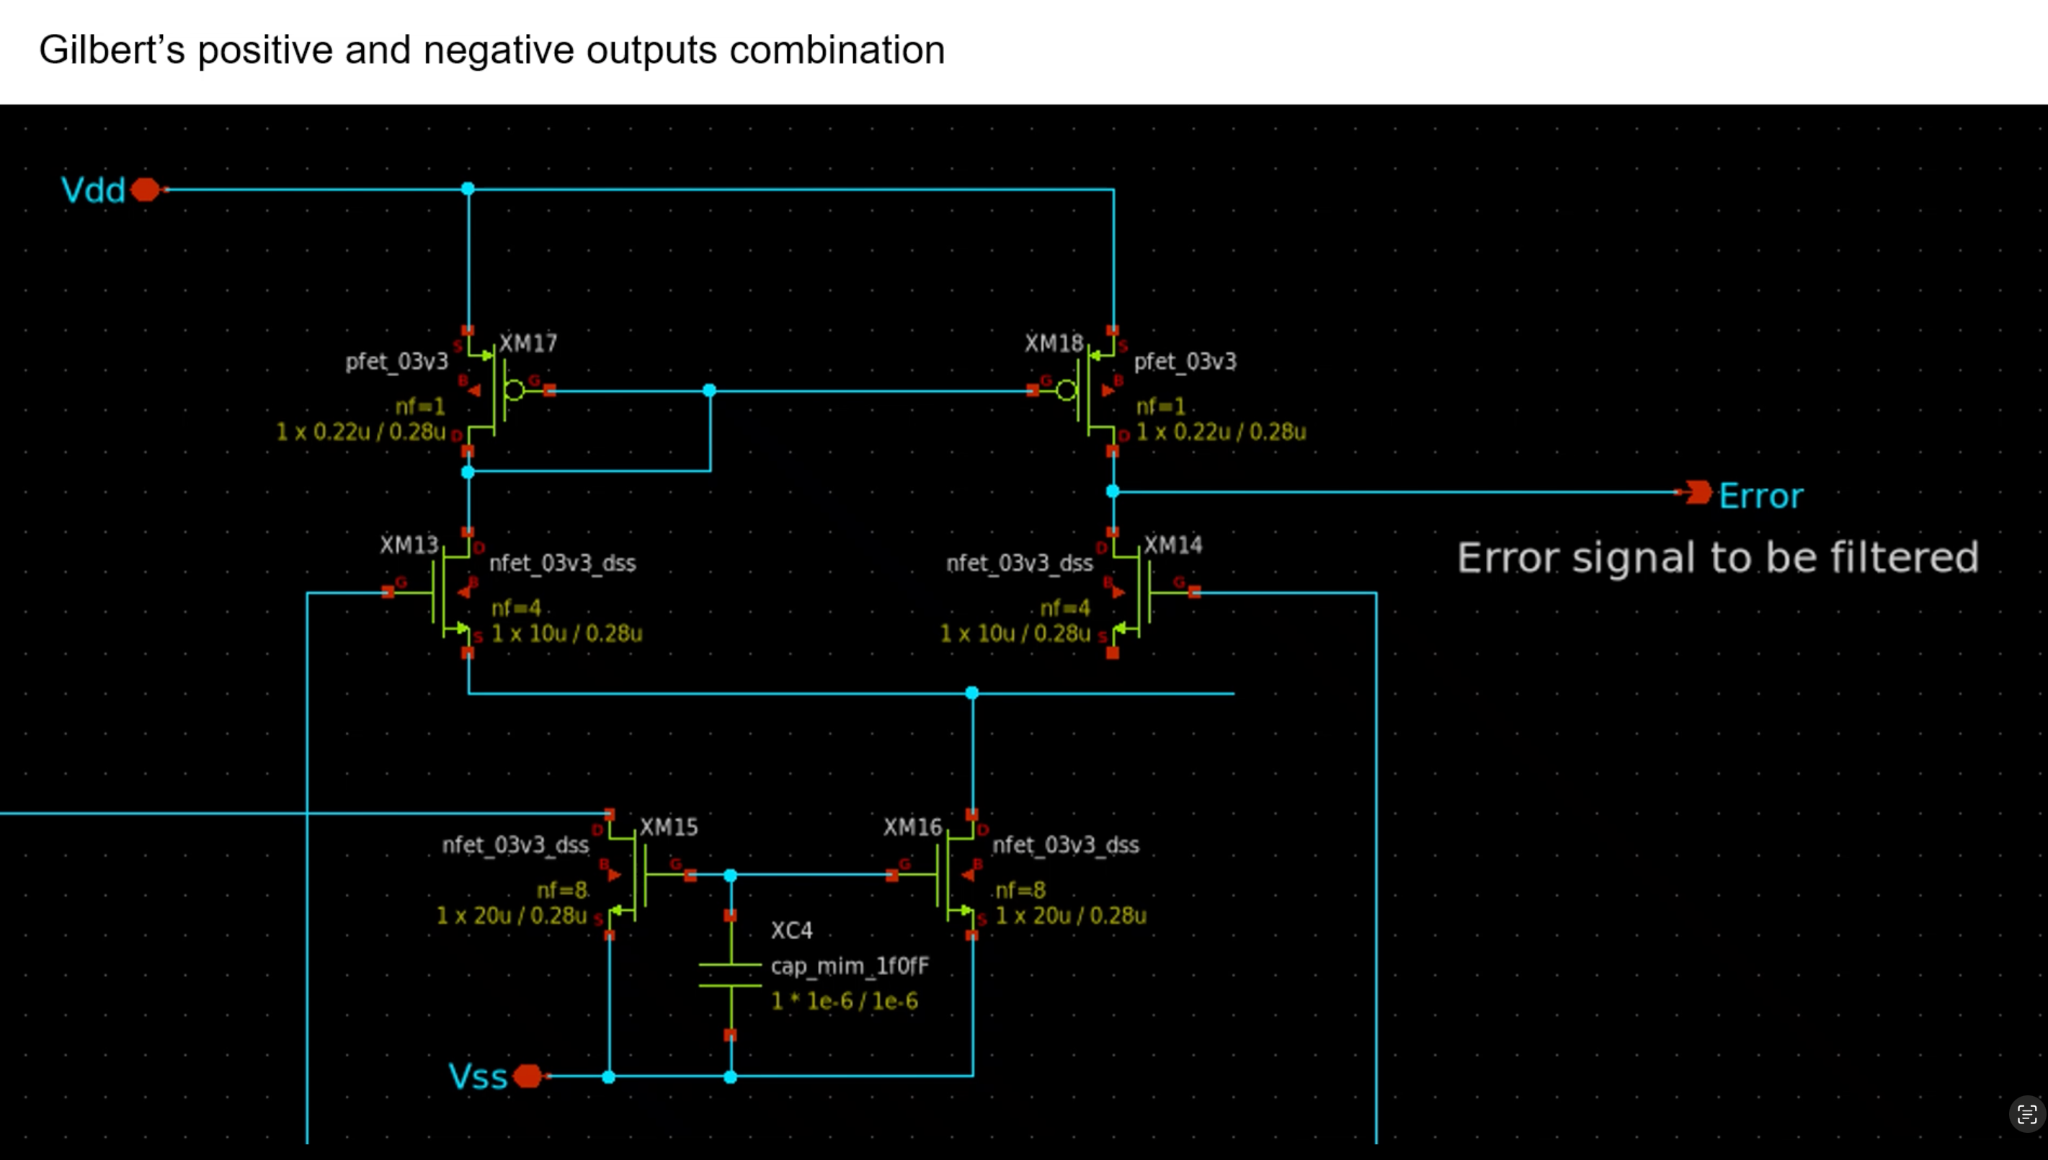 Gilbert’s positive and negative outputs combination
Vdd
XM17
pfet_03v3
S
B
G
nf=1
1 x 0.22u / 0.28u
D
XM18
pfet_03v3
S
G
B
nf=1
D
1 x 0.22u / 0.28u
Error
Error signal to be filtered
XM13
D
nfet_03v3_dss
G
B
nf=4
S
1 x 10u / 0.28u
XM14
D
nfet_03v3_dss
B
G
nf=4
1 x 10u / 0.28u
S
XM15
D
nfet_03v3_dss
B
G
nf=8
1 x 20u / 0.28u
S
XM16
D
nfet_03v3_dss
G
B
nf=8
S
1 x 20u / 0.28u
XC4
cap_mim_1f0fF
1 * 1e-6 / 1e-6
Vss